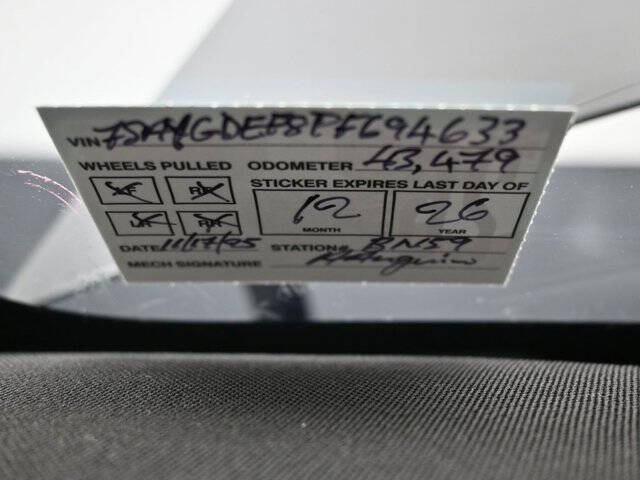 VIN 7SAYGDEE8PF694633
WHEELS PULLED ODOMETER 43,479
STICKER EXPIRES LAST DAY OF
LF RF 12 26
LR RR MONTH YEAR
DATE 11/17/25 STATION# BN59
MECH SIGNATURE